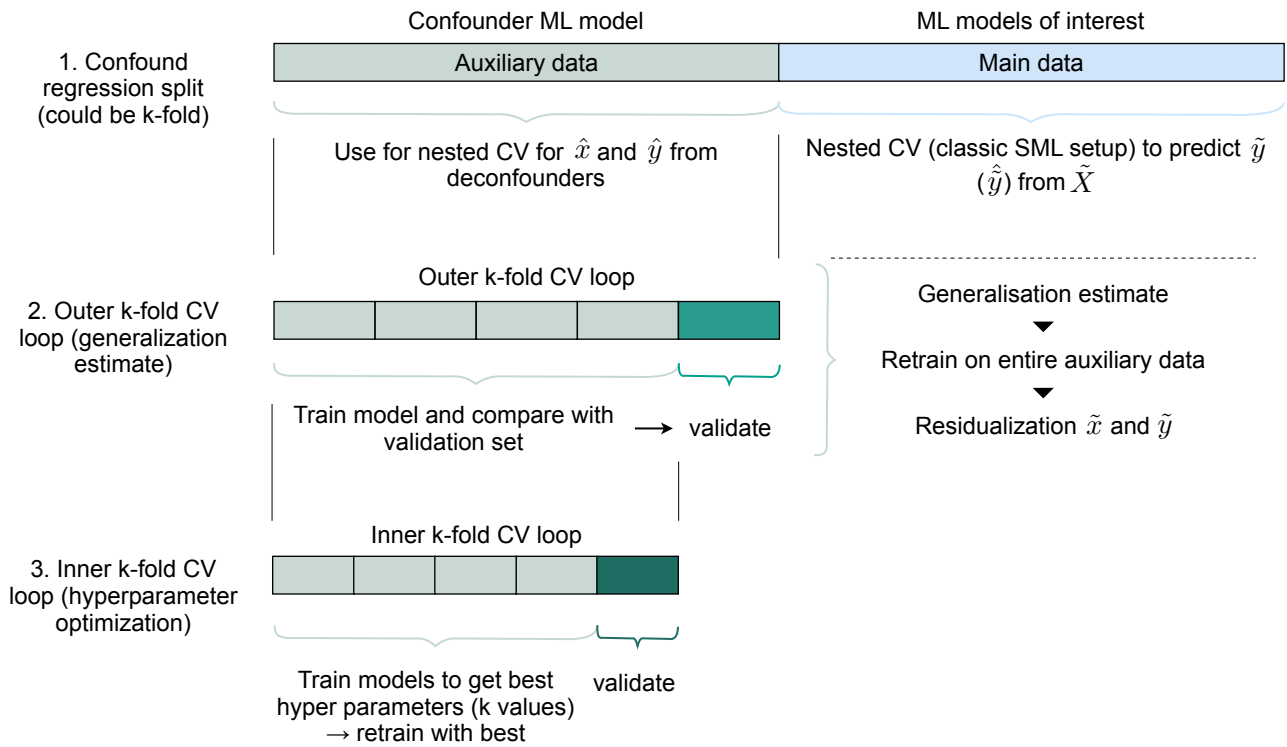 Confounder ML model
ML models of interest
1. Confound
regression split
(could be k-fold)
Auxiliary data
Main data
Use for nested CV for x̂ and ŷ from
deconfounders
Nested CV (classic SML setup) to predict ỹ
(ỹ̂) from X̃
Outer k-fold CV loop
2. Outer k-fold CV
loop (generalization
estimate)
Train model and compare with
validation set
→ validate
Generalisation estimate
Retrain on entire auxiliary data
Residualization x̃ and ỹ
Inner k-fold CV loop
3. Inner k-fold CV
loop (hyperparameter
optimization)
Train models to get best
hyper parameters (k values)
→ retrain with best
validate